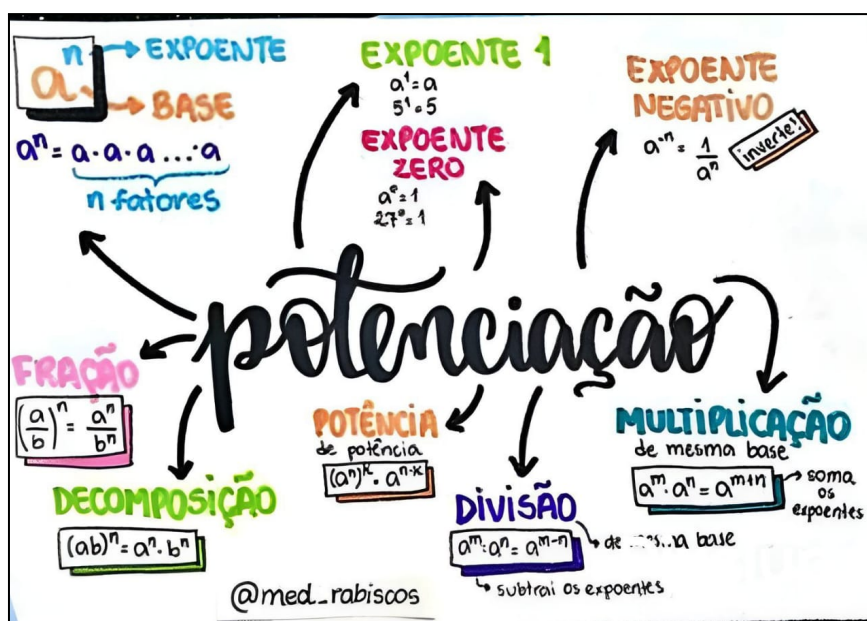 n → EXPOENTE
a → BASE
aⁿ = a · a · a ... · a
n fatores
EXPOENTE 1
a¹ = a
5¹ = 5
EXPOENTE
ZERO
a⁰ = 1
27⁰ = 1
EXPOENTE
NEGATIVO
a⁻ⁿ = 1/aⁿ
inverte!
potenciação
FRAÇÃO
(a/b)ⁿ = aⁿ/bⁿ
DECOMPOSIÇÃO
(ab)ⁿ = aⁿ · bⁿ
POTÊNCIA
de potência
(aⁿ)ᵏ = aⁿ·ᵏ
DIVISÃO
aᵐ : aⁿ = aᵐ⁻ⁿ
→ de mesma base
↳ subtrai os expoentes
MULTIPLICAÇÃO
de mesma base
aᵐ · aⁿ = aᵐ⁺ⁿ
→ soma
os
expoentes
@med_rabiscos